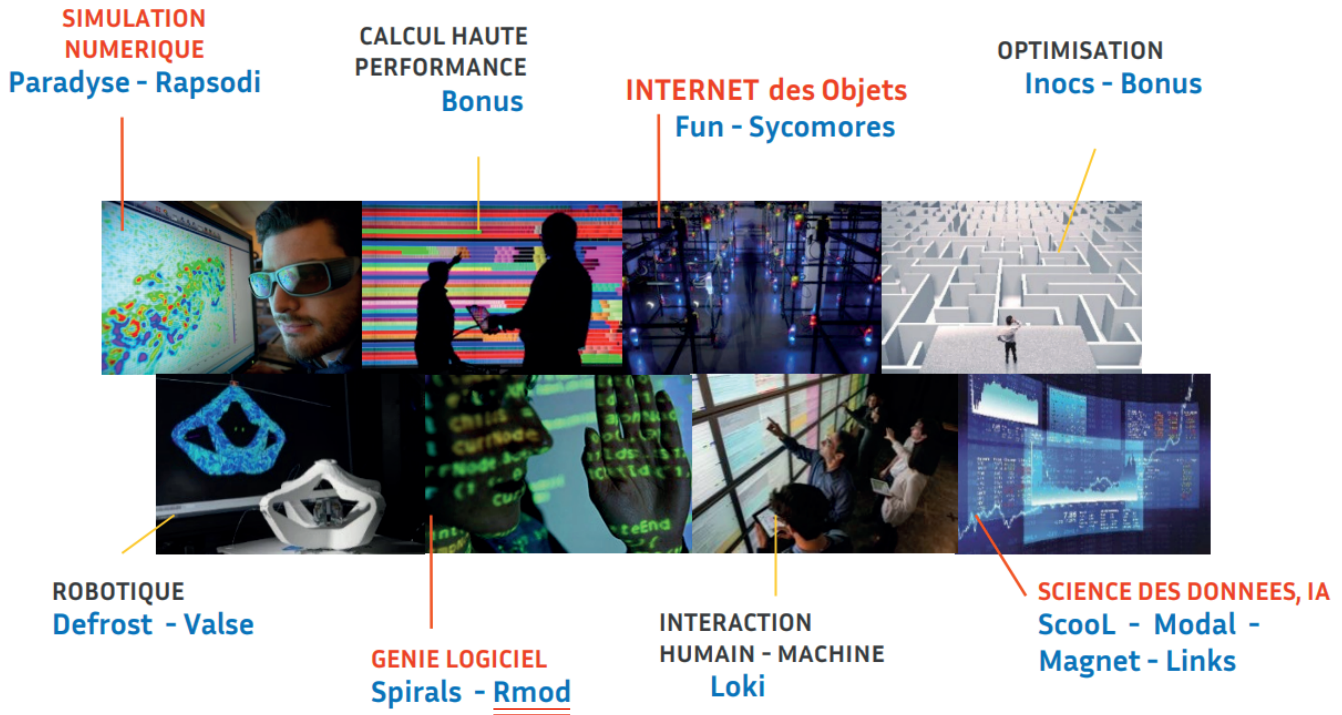 SIMULATION
NUMERIQUE
Paradyse - Rapsodi
CALCUL HAUTE
PERFORMANCE
Bonus
INTERNET des Objets
Fun - Sycomores
OPTIMISATION
Inocs - Bonus
ROBOTIQUE
Defrost - Valse
GENIE LOGICIEL
Spirals - Rmod
INTERACTION
HUMAIN - MACHINE
Loki
SCIENCE DES DONNEES, IA
ScooL - Modal -
Magnet - Links